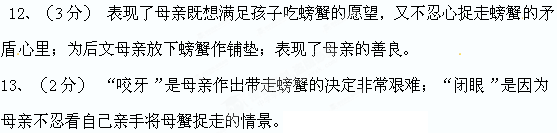 12、（3分） 表现了母亲既想满足孩子吃螃蟹的愿望，又不忍心捉走螃蟹的矛
盾心里；为后文母亲放下螃蟹作铺垫；表现了母亲的善良。
13、（2分） “咬牙”是母亲作出带走螃蟹的决定非常艰难；“闭眼”是因为
母亲不忍看自己亲手将母蟹捉走的情景。